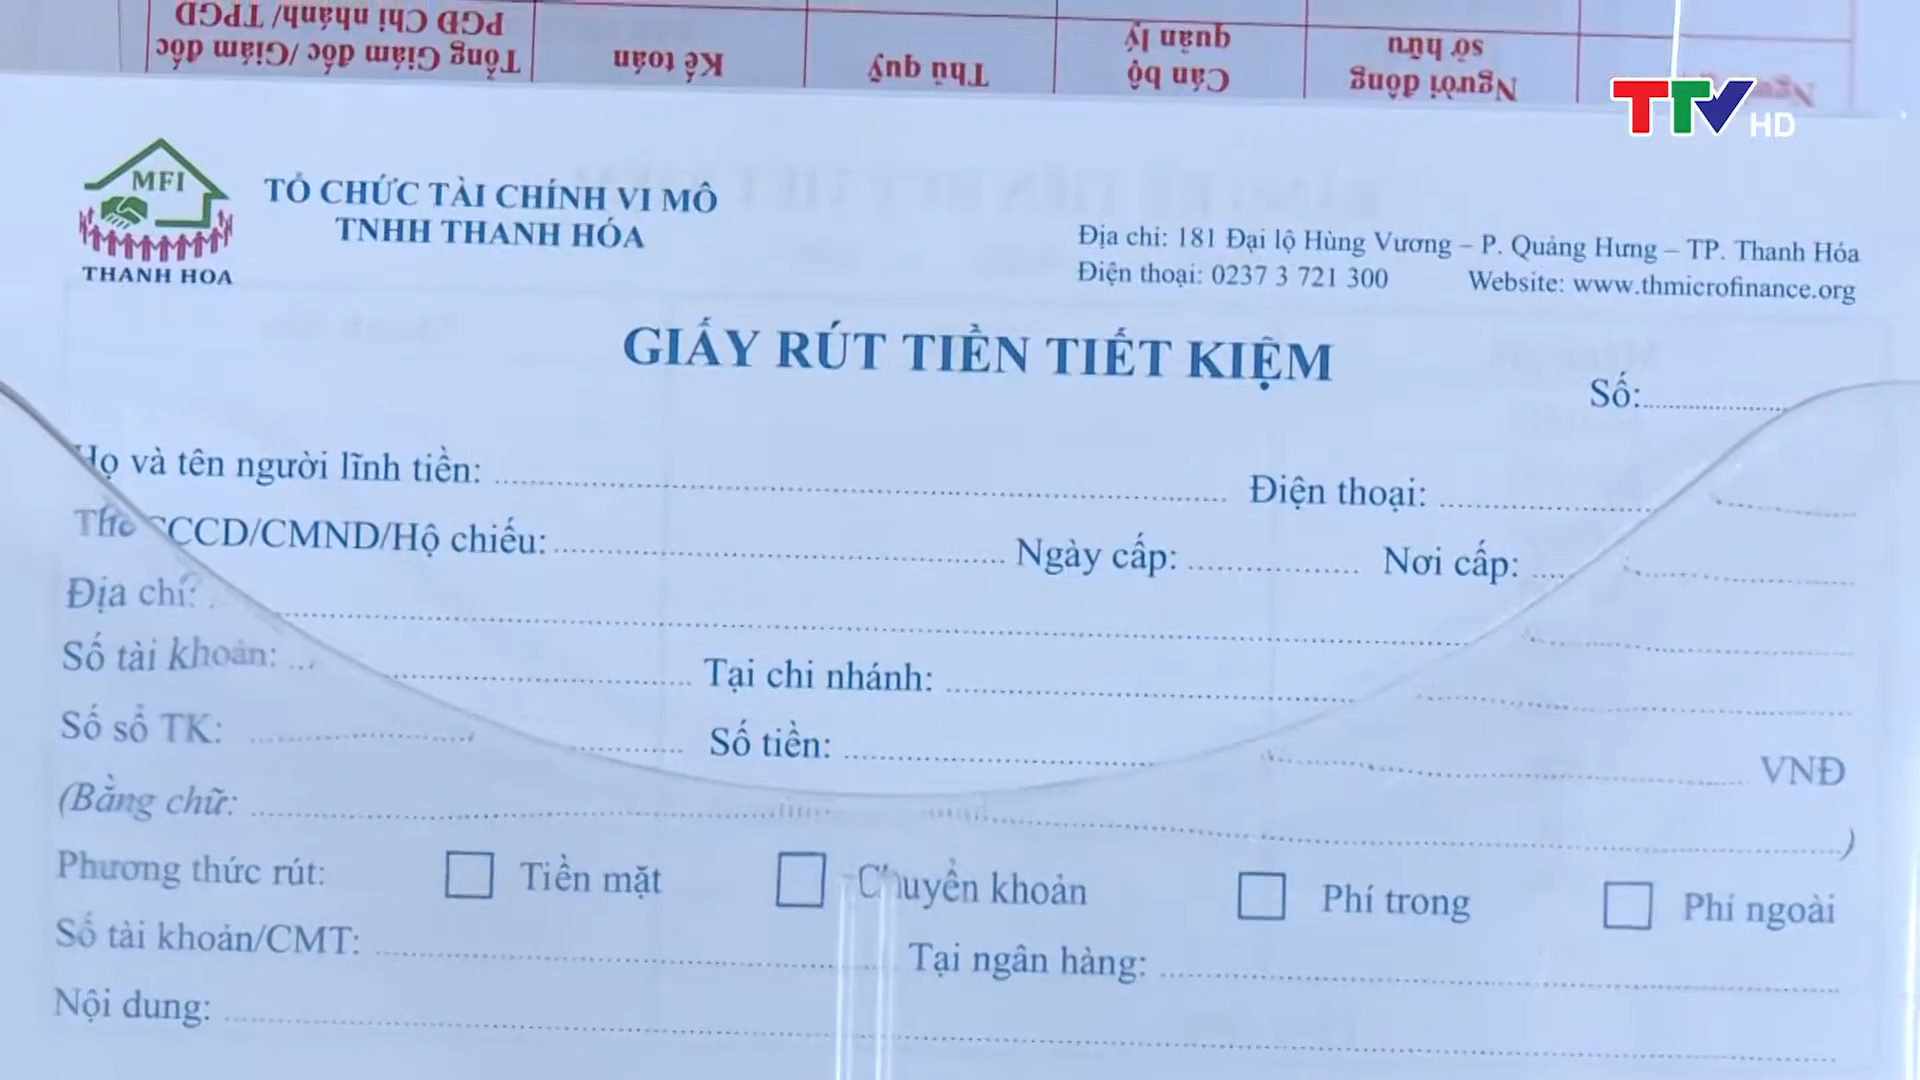 Tổng Giám đốc /Giám đốc
PGĐ Chi nhánh/ TPGD
Kế toán
Thủ quỹ
Cán bộ
quản lý
Người đồng
sở hữu
TTV HD
MFI
THANH HOA
TỔ CHỨC TÀI CHÍNH VI MÔ
TNHH THANH HÓA
Địa chỉ: 181 Đại lộ Hùng Vương – P. Quảng Hưng – TP. Thanh Hóa
Điện thoại: 0237 3 721 300 Website: www.thmicrofinance.org
GIẤY RÚT TIỀN TIẾT KIỆM
Số:
Họ và tên người lĩnh tiền: Điện thoại:
CCCD/CMND/Hộ chiếu: Ngày cấp: Nơi cấp:
Địa chỉ:
Số tài khoản: Tại chi nhánh:
Số sổ TK: Số tiền: VNĐ
(Bằng chữ: )
Phương thức rút: Tiền mặt Chuyển khoản Phí trong Phí ngoài
Số tài khoản/CMT: Tại ngân hàng:
Nội dung: